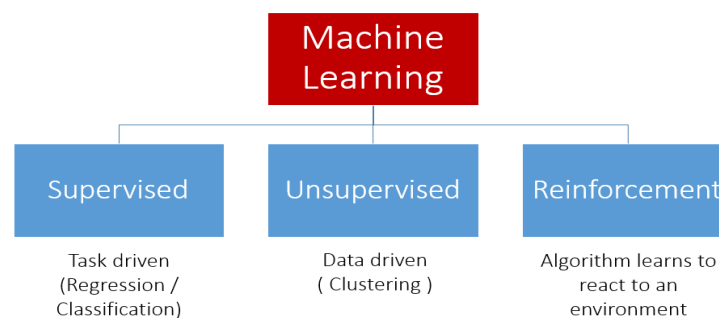 Machine
Learning
Supervised
Unsupervised
Reinforcement
Task driven
(Regression /
Classification)
Data driven
( Clustering )
Algorithm learns to
react to an
environment